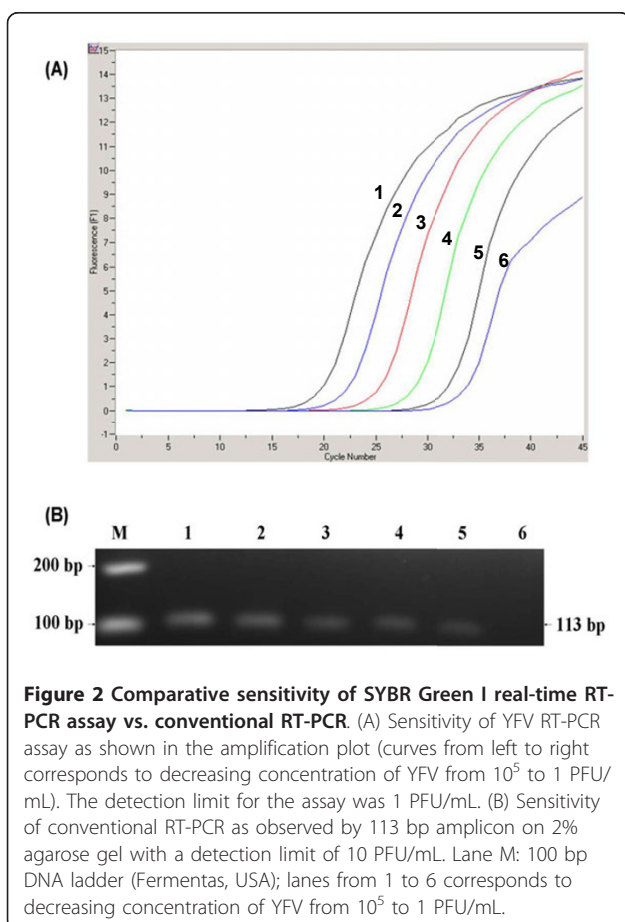 (A)
15
14
13
12
11
10
9
8
7
6
5
4
3
2
1
0
-1
Fluorescence (F1)
1
2
3
4
5
6
0 5 10 15 20 25 30 35 40 45
Cycle Number
(B)
M 1 2 3 4 5 6
200 bp
100 bp
113 bp
Figure 2 Comparative sensitivity of SYBR Green I real-time RT-
PCR assay vs. conventional RT-PCR. (A) Sensitivity of YFV RT-PCR
assay as shown in the amplification plot (curves from left to right
corresponds to decreasing concentration of YFV from 10⁵ to 1 PFU/
mL). The detection limit for the assay was 1 PFU/mL. (B) Sensitivity
of conventional RT-PCR as observed by 113 bp amplicon on 2%
agarose gel with a detection limit of 10 PFU/mL. Lane M: 100 bp
DNA ladder (Fermentas, USA); lanes from 1 to 6 corresponds to
decreasing concentration of YFV from 10⁵ to 1 PFU/mL.